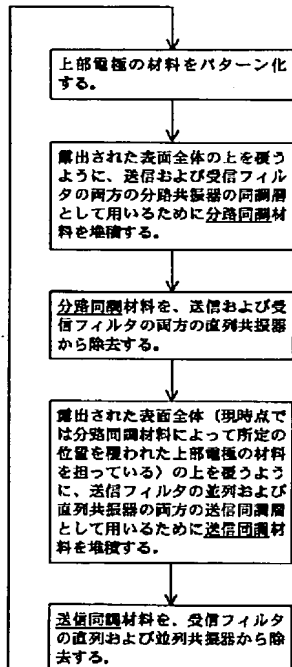 上部電極の材料をパターン化
する。
露出された表面全体の上を覆う
ように、送信および受信フィル
タの両方の分路共振器の同調層
として用いるために分路同調材
料を堆積する。
分路同調材料を、送信および受
信フィルタの両方の直列共振器
から除去する。
露出された表面全体(現時点で
は分路同調材料によって所定の
位置を覆われた上部電極の材料
を担っている)の上を覆うよう
に、送信フィルタの並列および
直列共振器の両方の送信同調層
として用いるために送信同調材
料を堆積する。
送信同調材料を、受信フィルタ
の直列および並列共振器から除
去する。